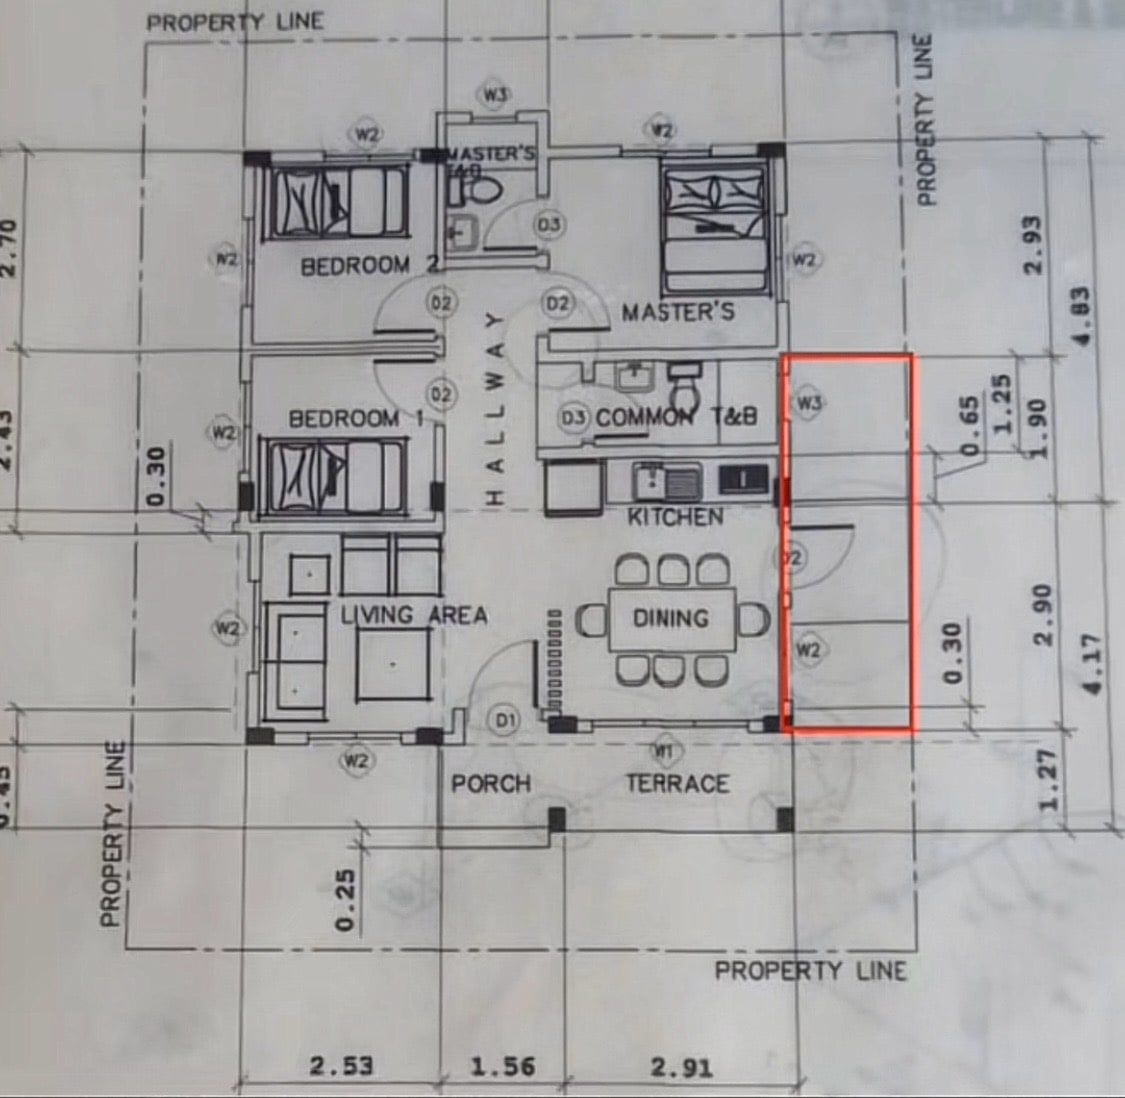 PROPERTY LINE
PROPERTY LINE
W3
W2
W2
MASTER'S
T&B
D3
2.70
2.93
W2
BEDROOM 2
W2
D2
D2
MASTER'S
4.83
HALLWAY
D2
BEDROOM 1
W2
D3
COMMON T&B
W3
0.65
1.25
1.90
2.43
0.30
KITCHEN
D2
LIVING AREA
DINING
W2
W2
2.90
0.30
4.17
D1
W2
W1
PORCH
TERRACE
1.27
0.45
PROPERTY LINE
0.25
PROPERTY LINE
2.53
1.56
2.91